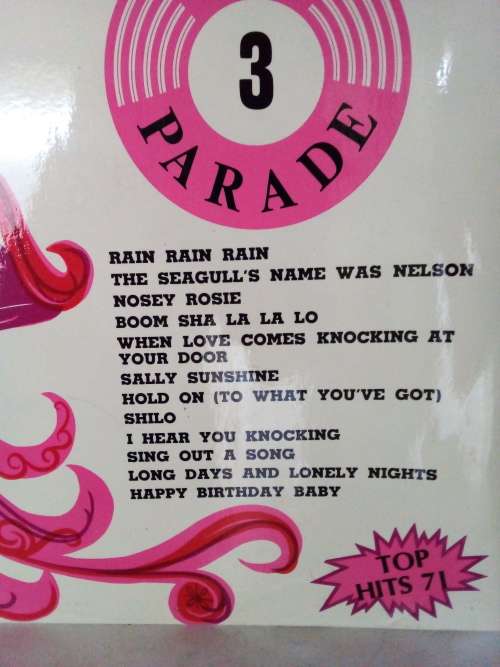 3
PARADE
RAIN RAIN RAIN
THE SEAGULL'S NAME WAS NELSON
NOSEY ROSIE
BOOM SHA LA LA LO
WHEN LOVE COMES KNOCKING AT
YOUR DOOR
SALLY SUNSHINE
HOLD ON (TO WHAT YOU'VE GOT)
SHILO
I HEAR YOU KNOCKING
SING OUT A SONG
LONG DAYS AND LONELY NIGHTS
HAPPY BIRTHDAY BABY
TOP
HITS 71